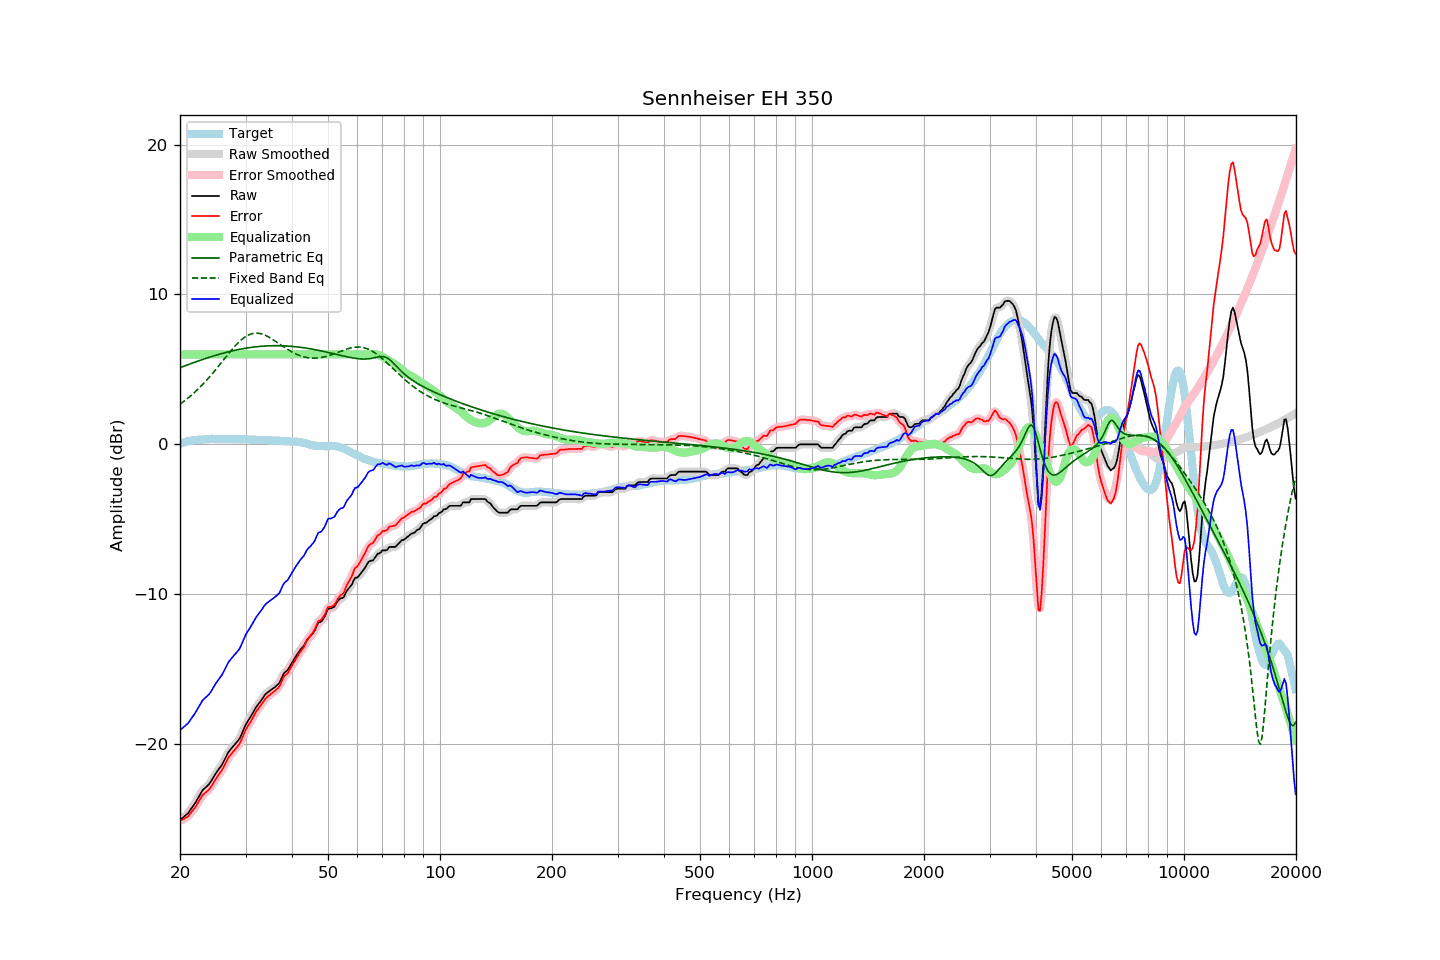 Sennheiser EH 350
Target
Raw Smoothed
Error Smoothed
Raw
Error
Equalization
Parametric Eq
Fixed Band Eq
Equalized
Amplitude (dBr)
20
10
0
−10
−20
20 50 100 200 500 1000 2000 5000 10000 20000
Frequency (Hz)